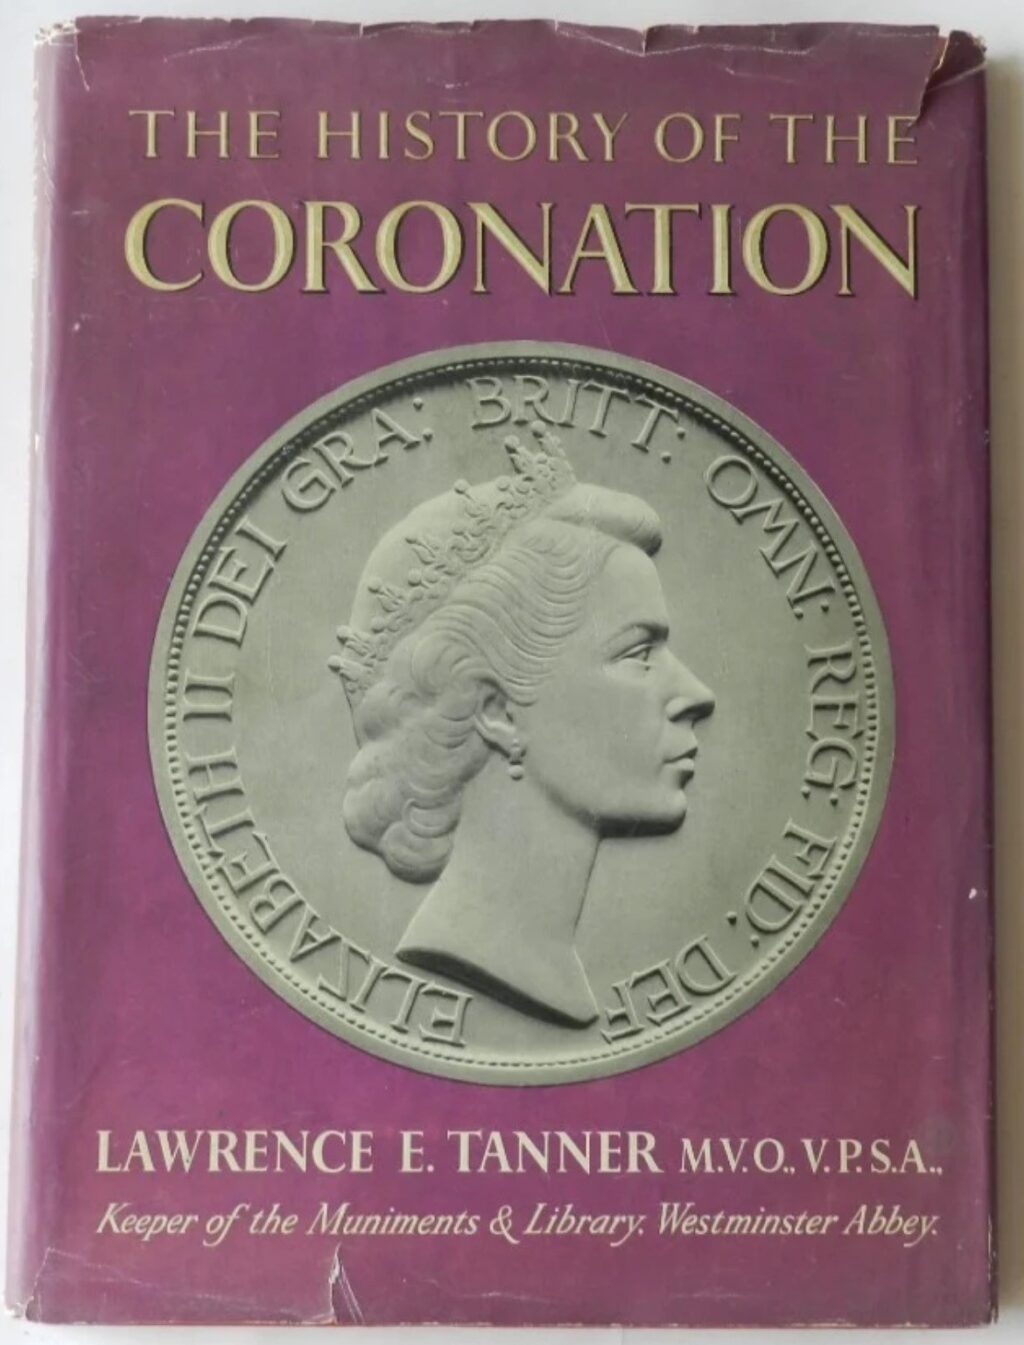 THE HISTORY OF THE
CORONATION
ELIZABETH II DEI GRA: BRITT: OMN: REG: FID: DEF
LAWRENCE E. TANNER M.V.O., V.P.S.A.,
Keeper of the Muniments & Library. Westminster Abbey.